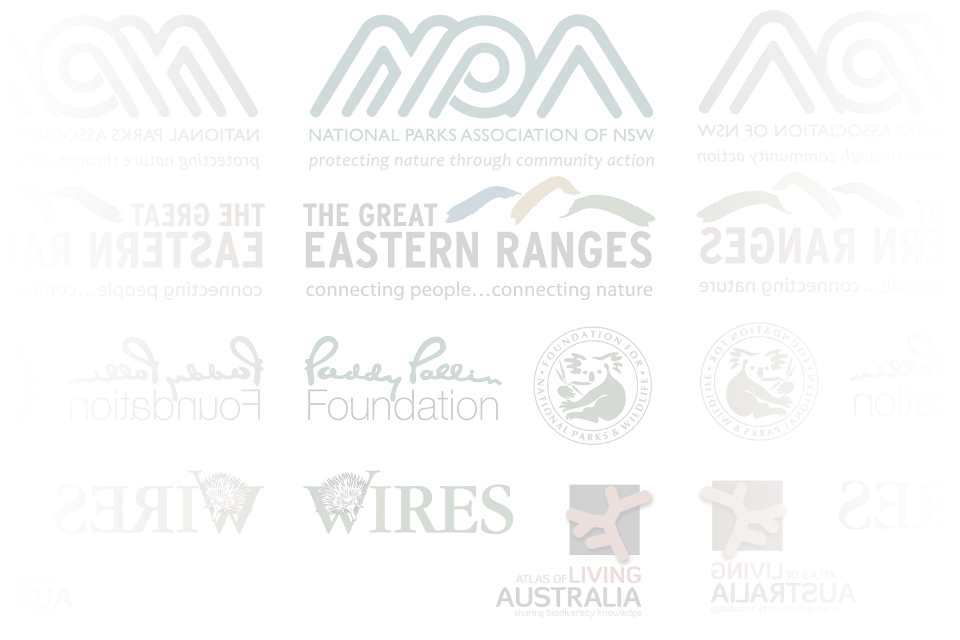 NATIONAL PARKS ASSOCIATION OF NSW
protecting nature through community action
THE GREAT
EASTERN RANGES
connecting people...connecting nature
Paddy Pallin
Foundation
· FOUNDATION FOR ·
NATIONAL PARKS & WILDLIFE
WIRES
ATLAS OF LIVING
AUSTRALIA
sharing biodiversity knowledge